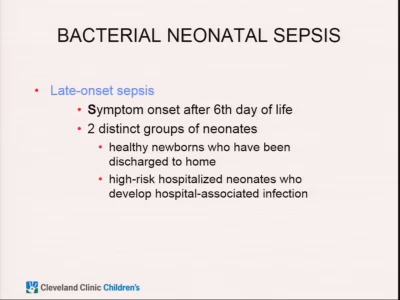 BACTERIAL NEONATAL SEPSIS
• Late-onset sepsis
• Symptom onset after 6th day of life
• 2 distinct groups of neonates
• healthy newborns who have been
discharged to home
• high-risk hospitalized neonates who
develop hospital-associated infection
Cleveland Clinic Children's